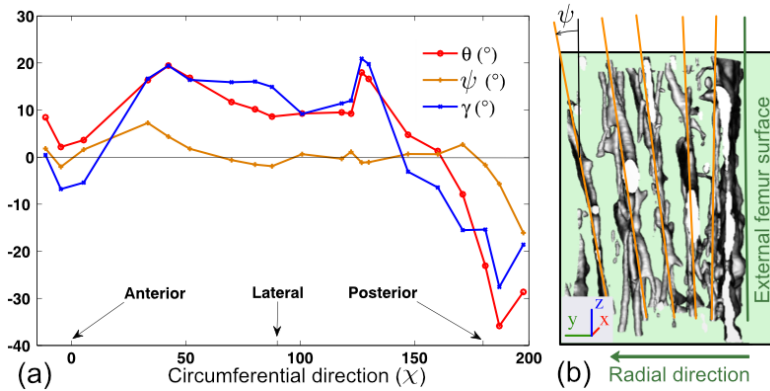 30
20
10
0
-10
-20
-30
-40
θ (°)
ψ (°)
γ (°)
Anterior
Lateral
Posterior
0
50
100
150
200
(a)
Circumferential direction (χ)
ψ
External femur surface
z
y
x
(b)
Radial direction